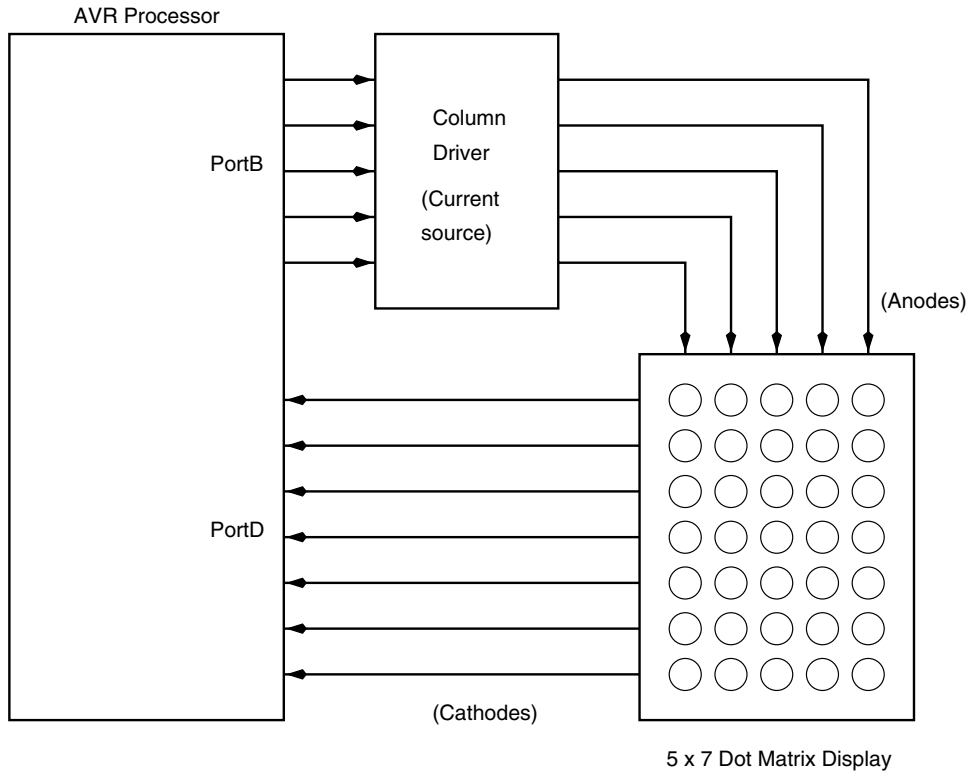 AVR Processor
PortB
Column
Driver
(Current
source)
(Anodes)
PortD
(Cathodes)
5 x 7 Dot Matrix Display